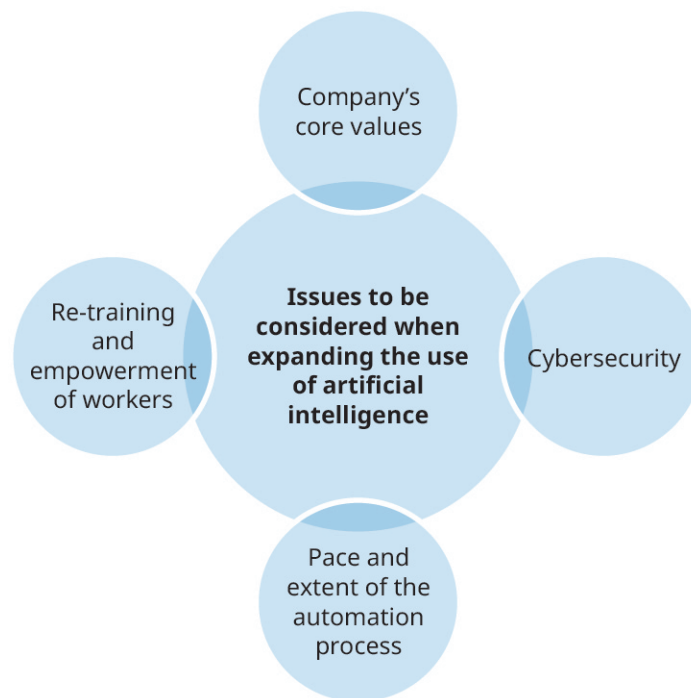 Company’s
core values
Re-training
and
empowerment
of workers
Issues to be
considered when
expanding the use
of artificial
intelligence
Cybersecurity
Pace and
extent of the
automation
process